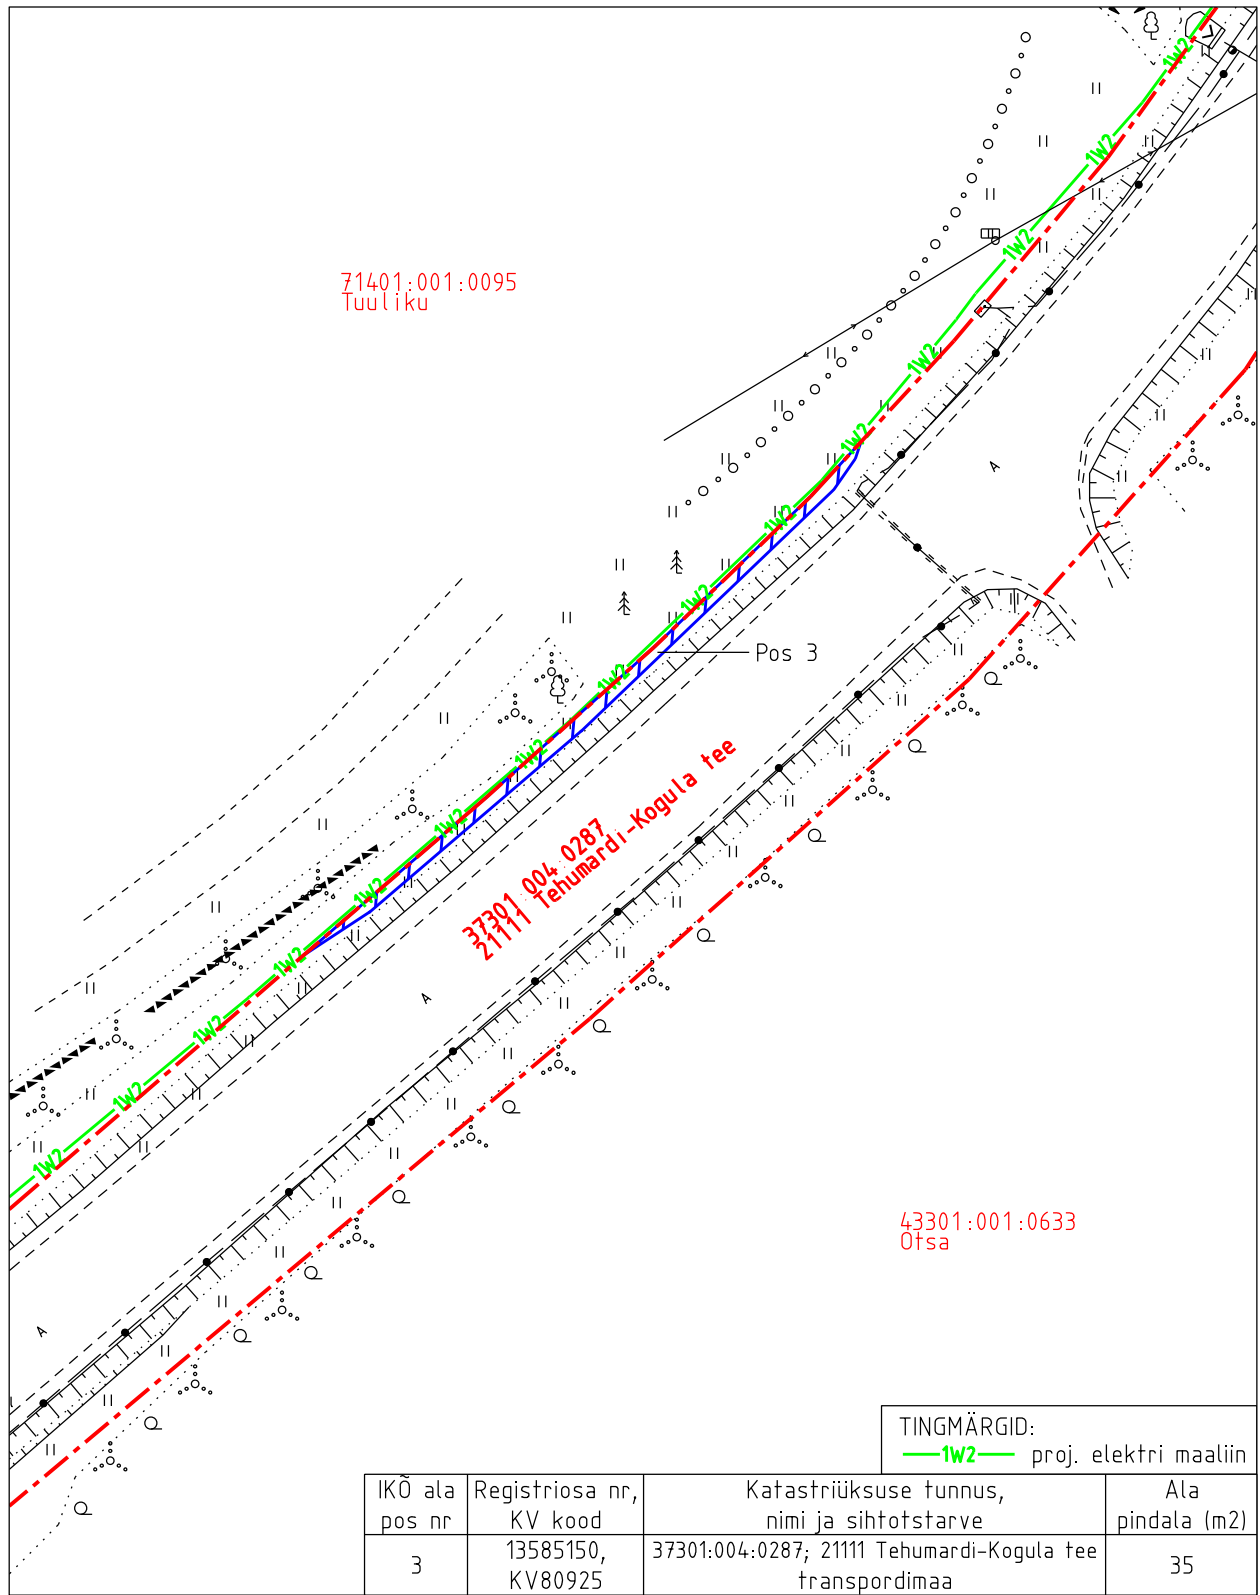 1W2
1W2
1W2
71401:001:0095
Tuuliku
1W2
1W2
1W2
1W2
Pos 3
1W2
1W2
1W2
37301:004:0287
21111 Tehumardi-Kogula tee
1W2
1W2
1W2
1W2
1W2
43301:001:0633
Otsa
TINGMÄRGID:
1W2 proj. elektri maaliin
IKÕ ala pos nr
Registriosa nr, KV kood
Katastriüksuse tunnus, nimi ja sihtotstarve
Ala pindala (m2)
3
13585150, KV80925
37301:004:0287; 21111 Tehumardi-Kogula tee transpordimaa
35